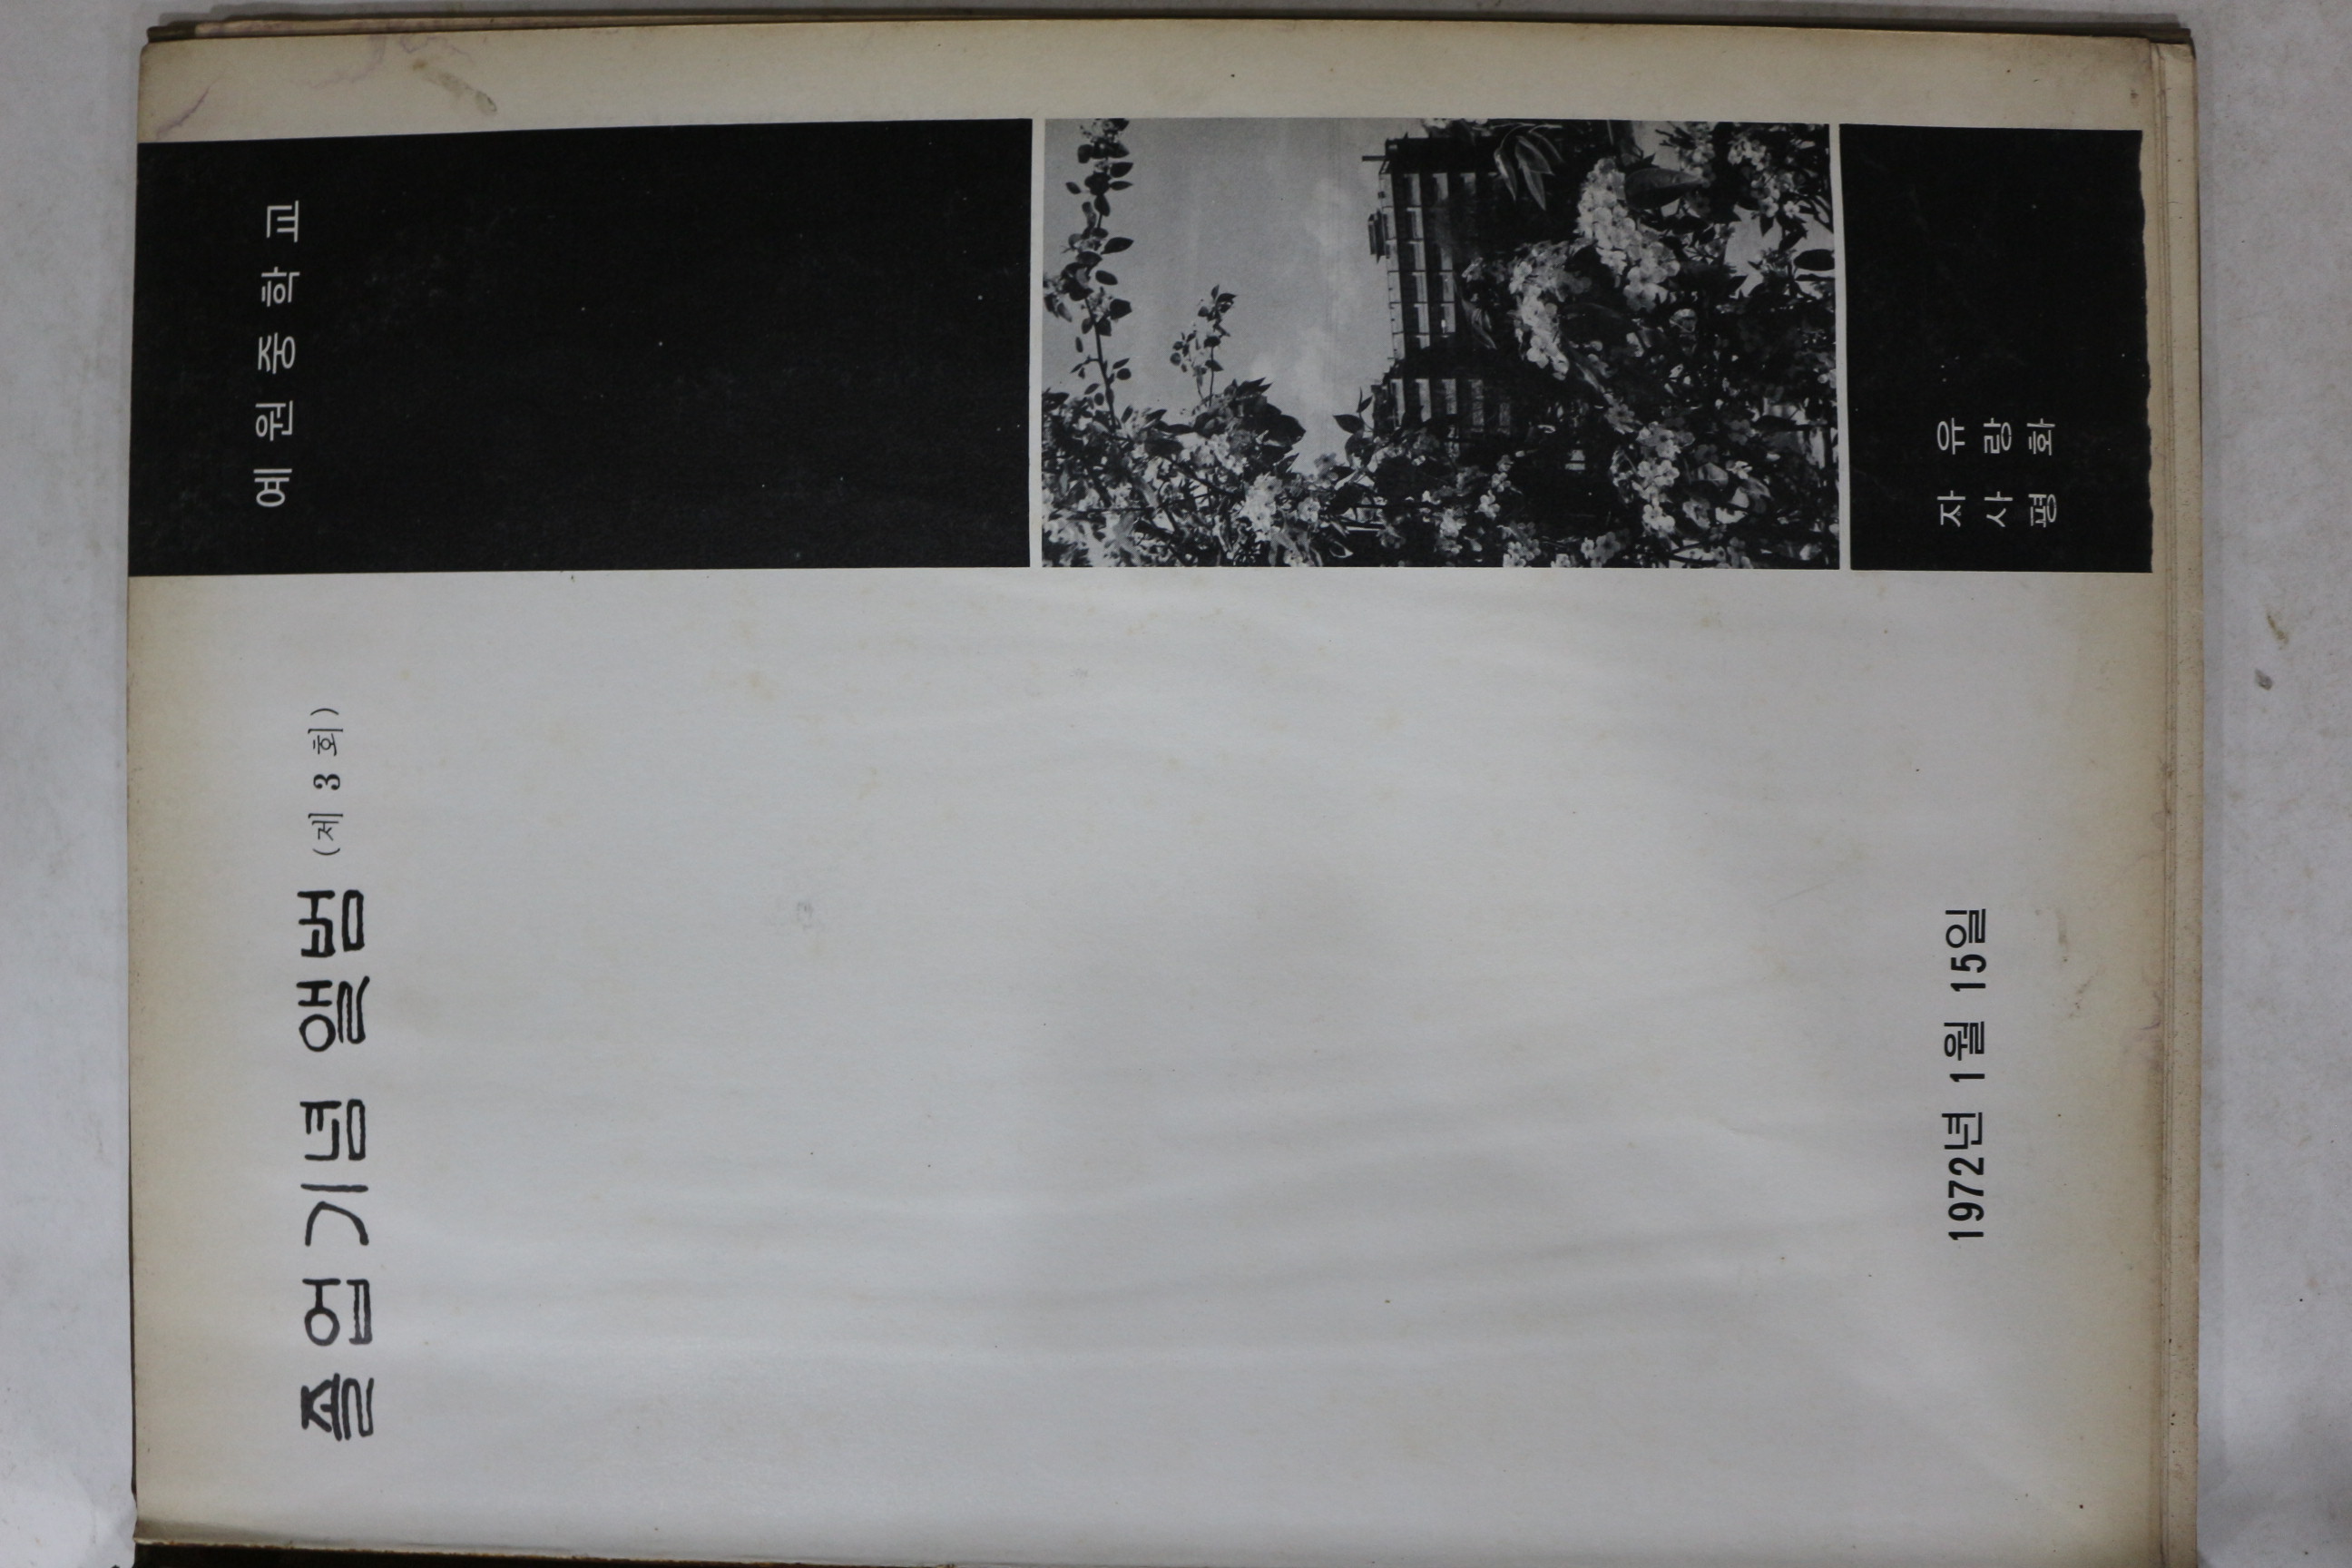 졸업기념 앨범 (제 3 회)
예원중학교
1972년 1월 15일
자 유
사 랑
평 화